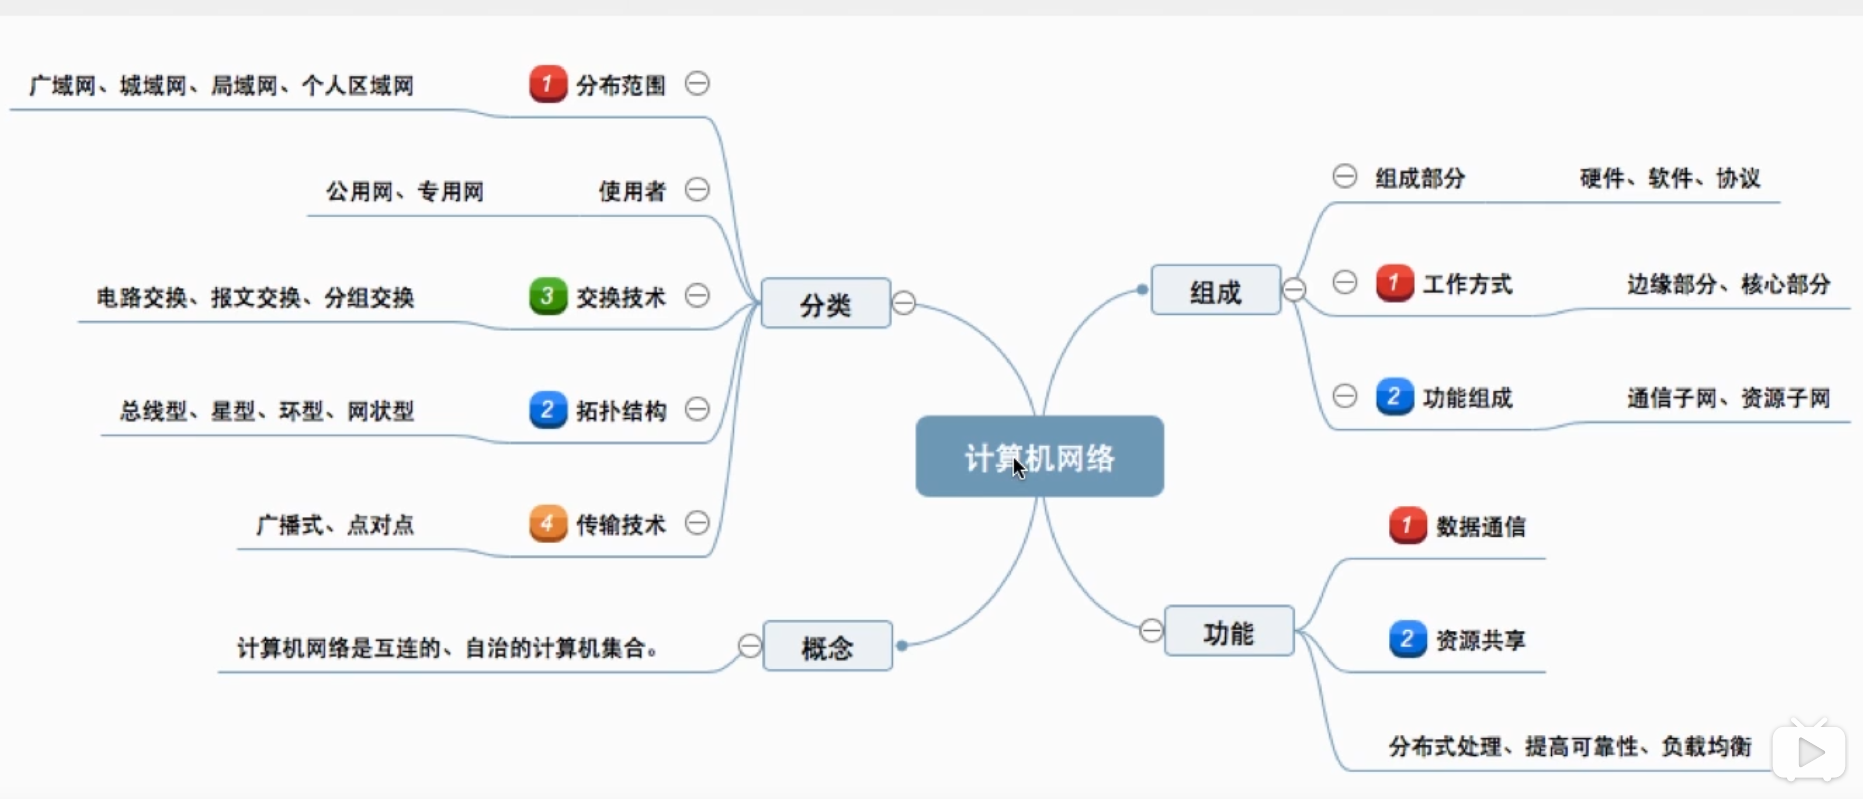 计算机网络
分类
1 分布范围
广域网、城域网、局域网、个人区域网
使用者
公用网、专用网
3 交换技术
电路交换、报文交换、分组交换
2 拓扑结构
总线型、星型、环型、网状型
4 传输技术
广播式、点对点
概念
计算机网络是互连的、自治的计算机集合。
组成
组成部分
硬件、软件、协议
1 工作方式
边缘部分、核心部分
2 功能组成
通信子网、资源子网
功能
1 数据通信
2 资源共享
分布式处理、提高可靠性、负载均衡